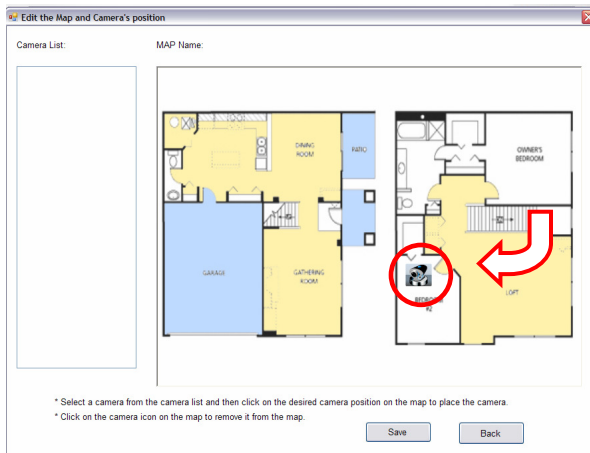 Edit the Map and Camera's position
Camera List:
MAP Name:
DINING
ROOM
PATIO
OWNER'S
BEDROOM
GARAGE
GATHERING
ROOM
LOFT
BEDROOM
#2
* Select a camera from the camera list and then click on the desired camera position on the map to place the camera.
* Click on the camera icon on the map to remove it from the map.
Save
Back